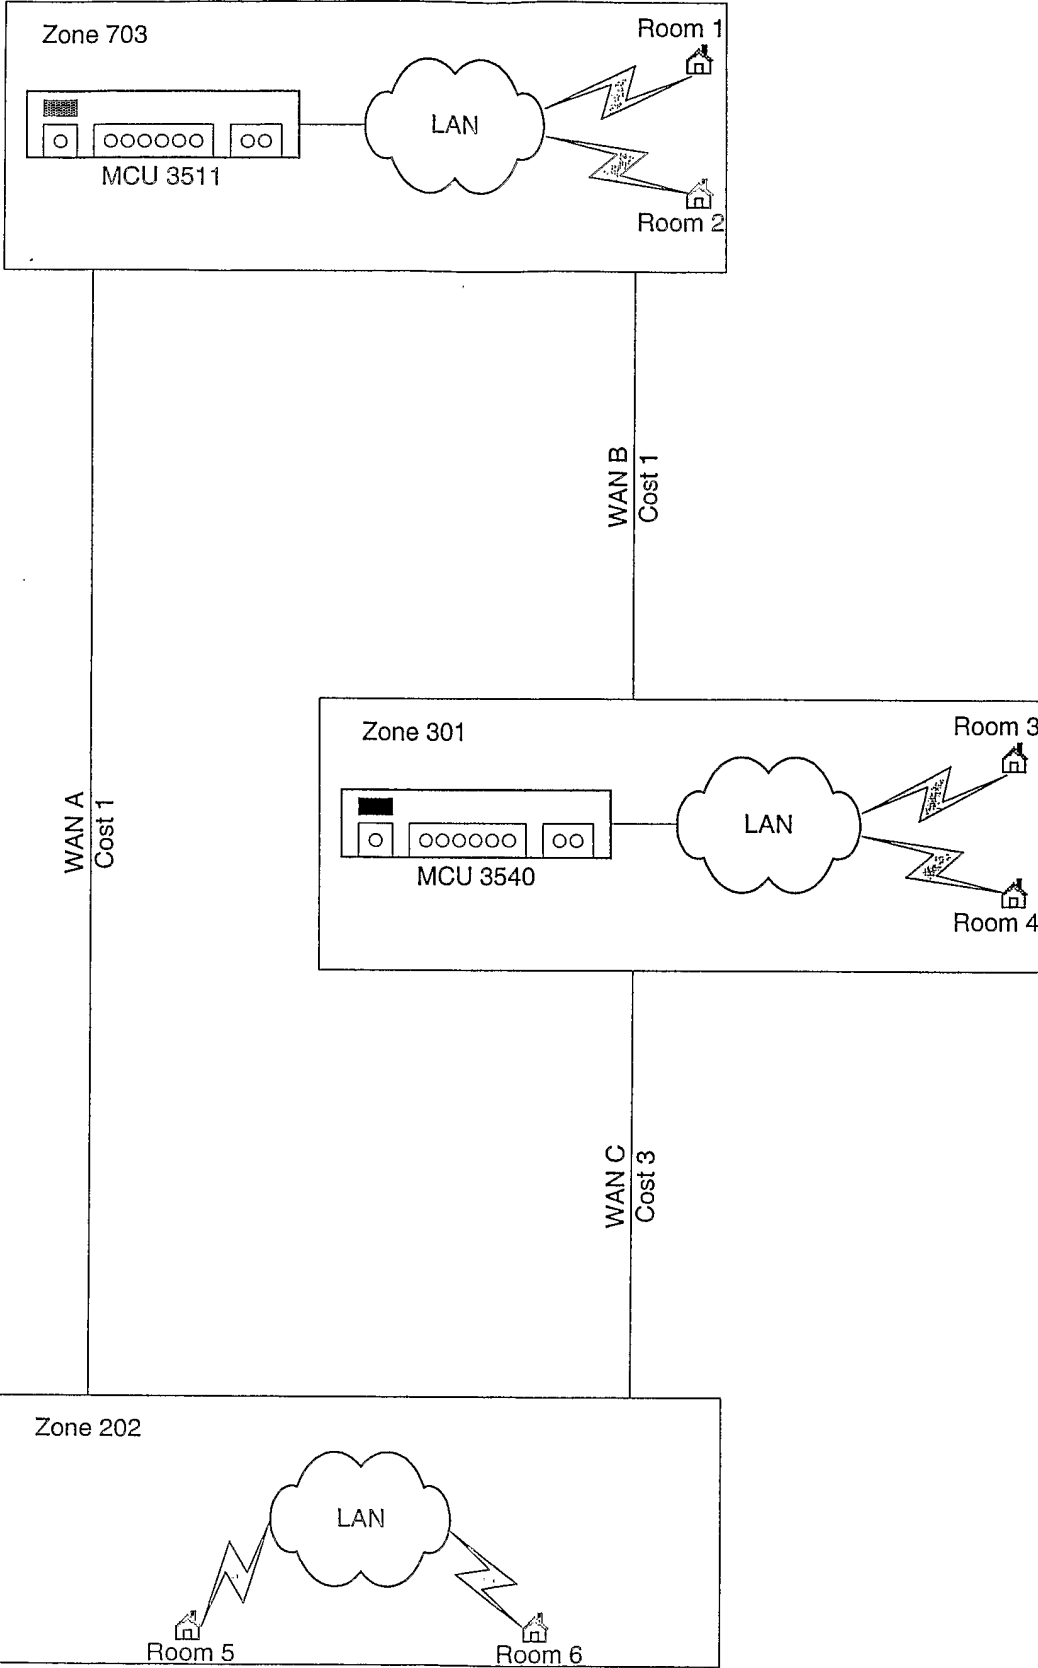 Zone 703
Room 1
LAN
MCU 3511
Room 2
WAN B
Cost 1
Zone 301
Room 3
WAN A
Cost 1
LAN
MCU 3540
Room 4
WAN C
Cost 3
Zone 202
LAN
Room 5
Room 6